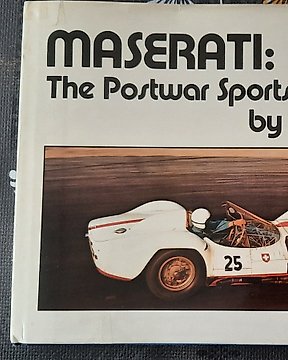 MASERATI:
The Postwar Sports
by
25